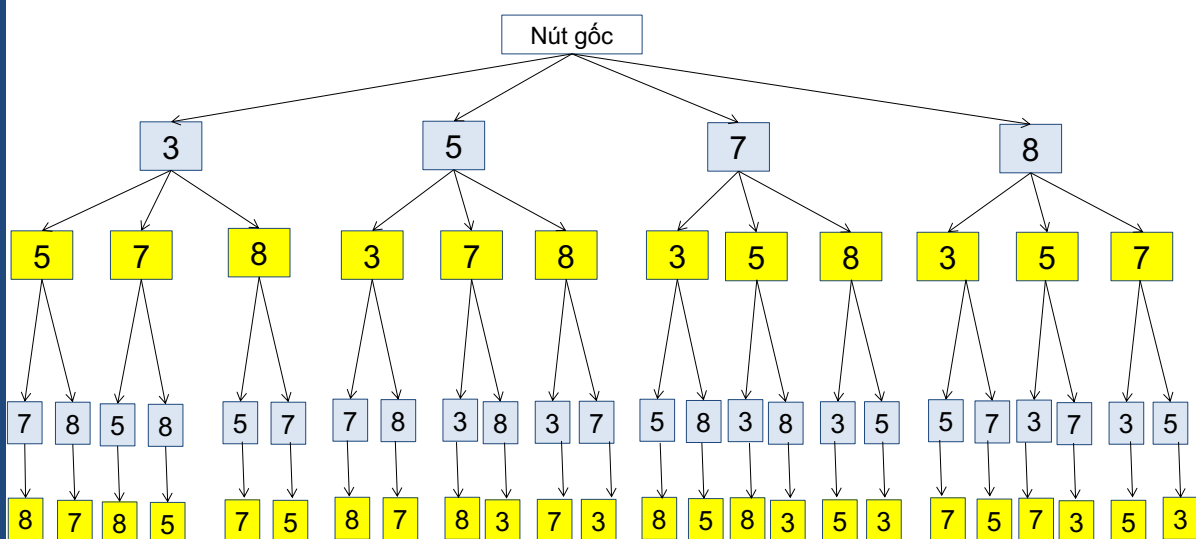 Nút gốc
3 5 7 8
5 7 8 3 7 8 3 5 8 3 5 7
7 8 5 8 5 7 7 8 3 8 3 7 5 8 3 8 3 5 5 7 3 7 3 5
8 7 8 5 7 5 8 7 8 3 7 3 8 5 8 3 5 3 7 5 7 3 5 3